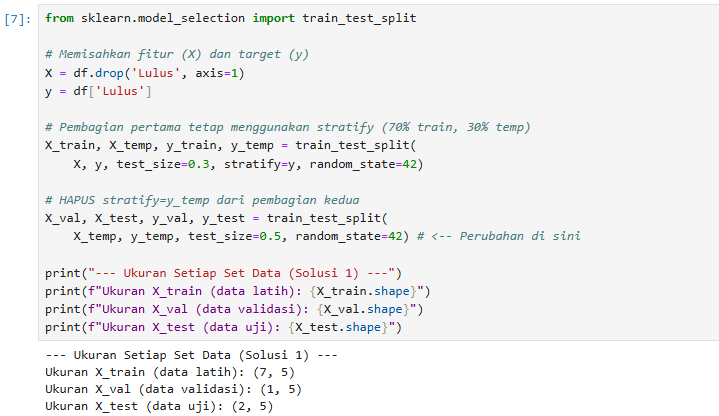 [7]: from sklearn.model_selection import train_test_split
# Memisahkan fitur (X) dan target (y)
X = df.drop('Lulus', axis=1)
y = df['Lulus']
# Pembagian pertama tetap menggunakan stratify (70% train, 30% temp)
X_train, X_temp, y_train, y_temp = train_test_split(
    X, y, test_size=0.3, stratify=y, random_state=42)
# HAPUS stratify=y_temp dari pembagian kedua
X_val, X_test, y_val, y_test = train_test_split(
    X_temp, y_temp, test_size=0.5, random_state=42) # <-- Perubahan di sini
print("--- Ukuran Setiap Set Data (Solusi 1) ---")
print(f"Ukuran X_train (data latih): {X_train.shape}")
print(f"Ukuran X_val (data validasi): {X_val.shape}")
print(f"Ukuran X_test (data uji): {X_test.shape}")
--- Ukuran Setiap Set Data (Solusi 1) ---
Ukuran X_train (data latih): (7, 5)
Ukuran X_val (data validasi): (1, 5)
Ukuran X_test (data uji): (2, 5)